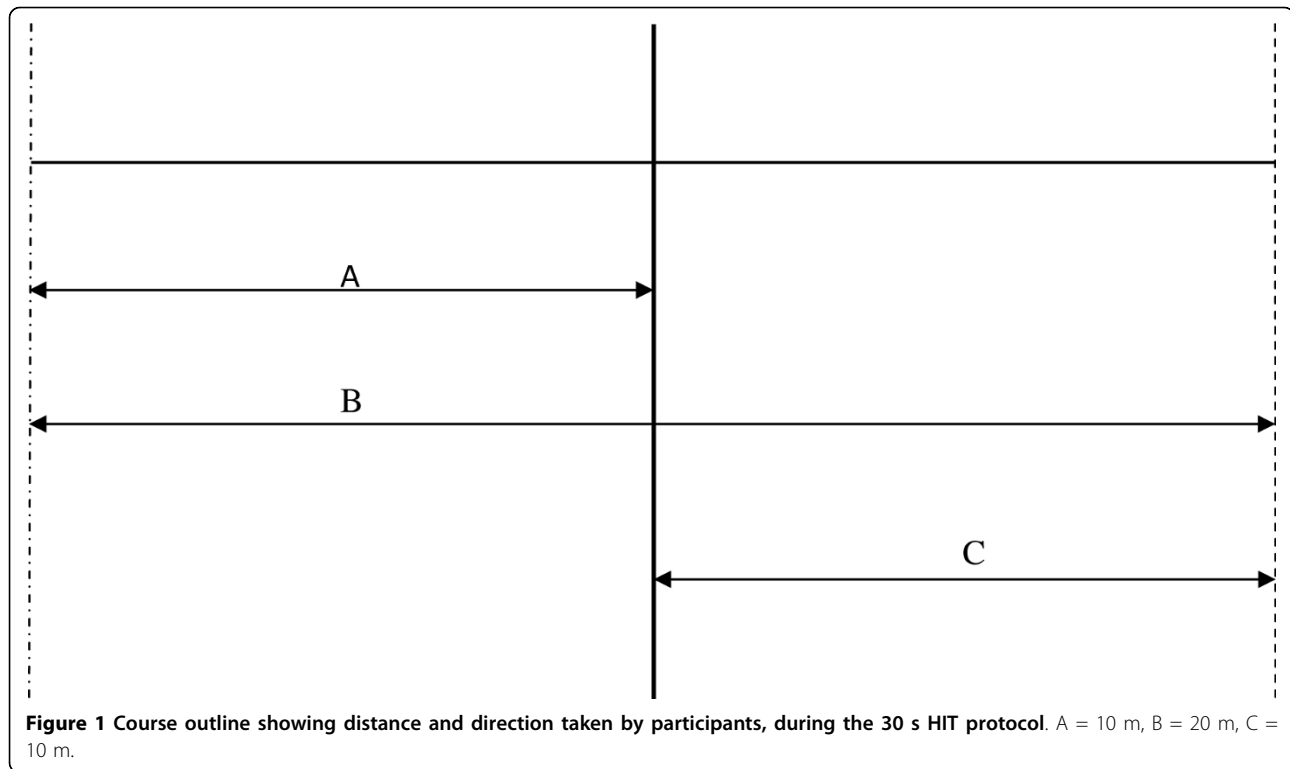 A
B
C
Figure 1 Course outline showing distance and direction taken by participants, during the 30 s HIT protocol. A = 10 m, B = 20 m, C =
10 m.